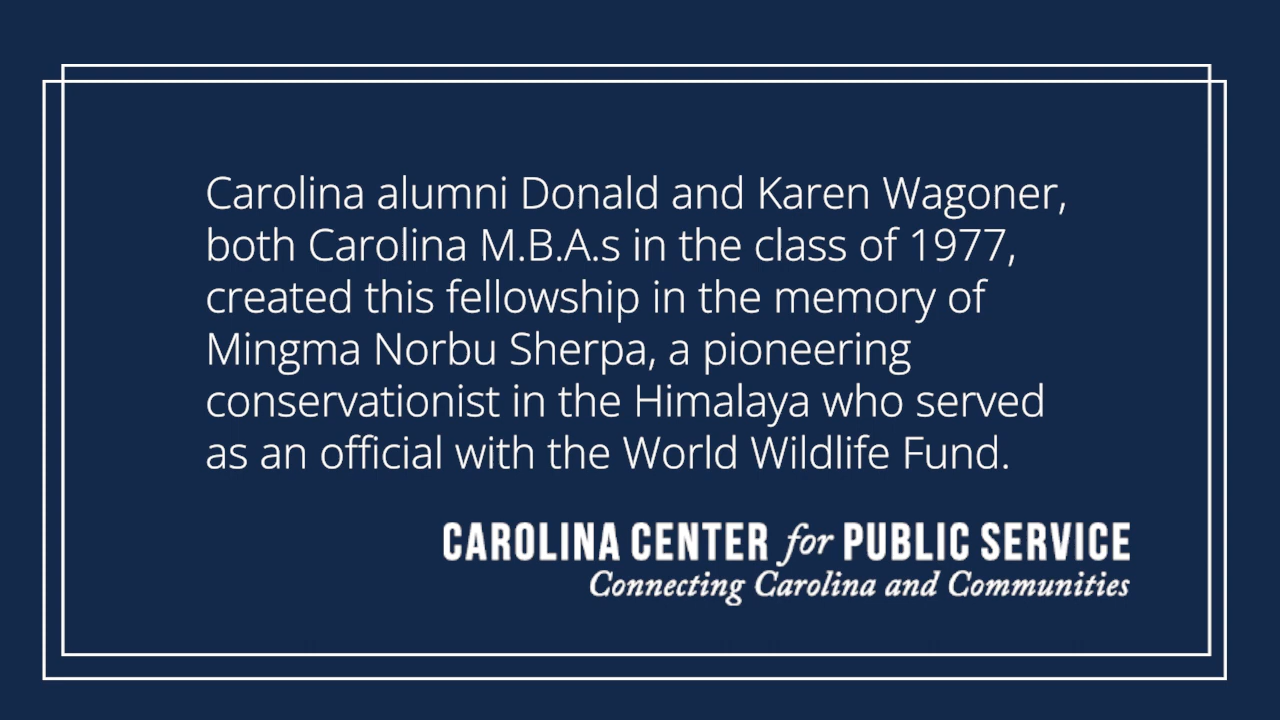 Carolina alumni Donald and Karen Wagoner,
both Carolina M.B.A.s in the class of 1977,
created this fellowship in the memory of
Mingma Norbu Sherpa, a pioneering
conservationist in the Himalaya who served
as an official with the World Wildlife Fund.
CAROLINA CENTER for PUBLIC SERVICE
Connecting Carolina and Communities